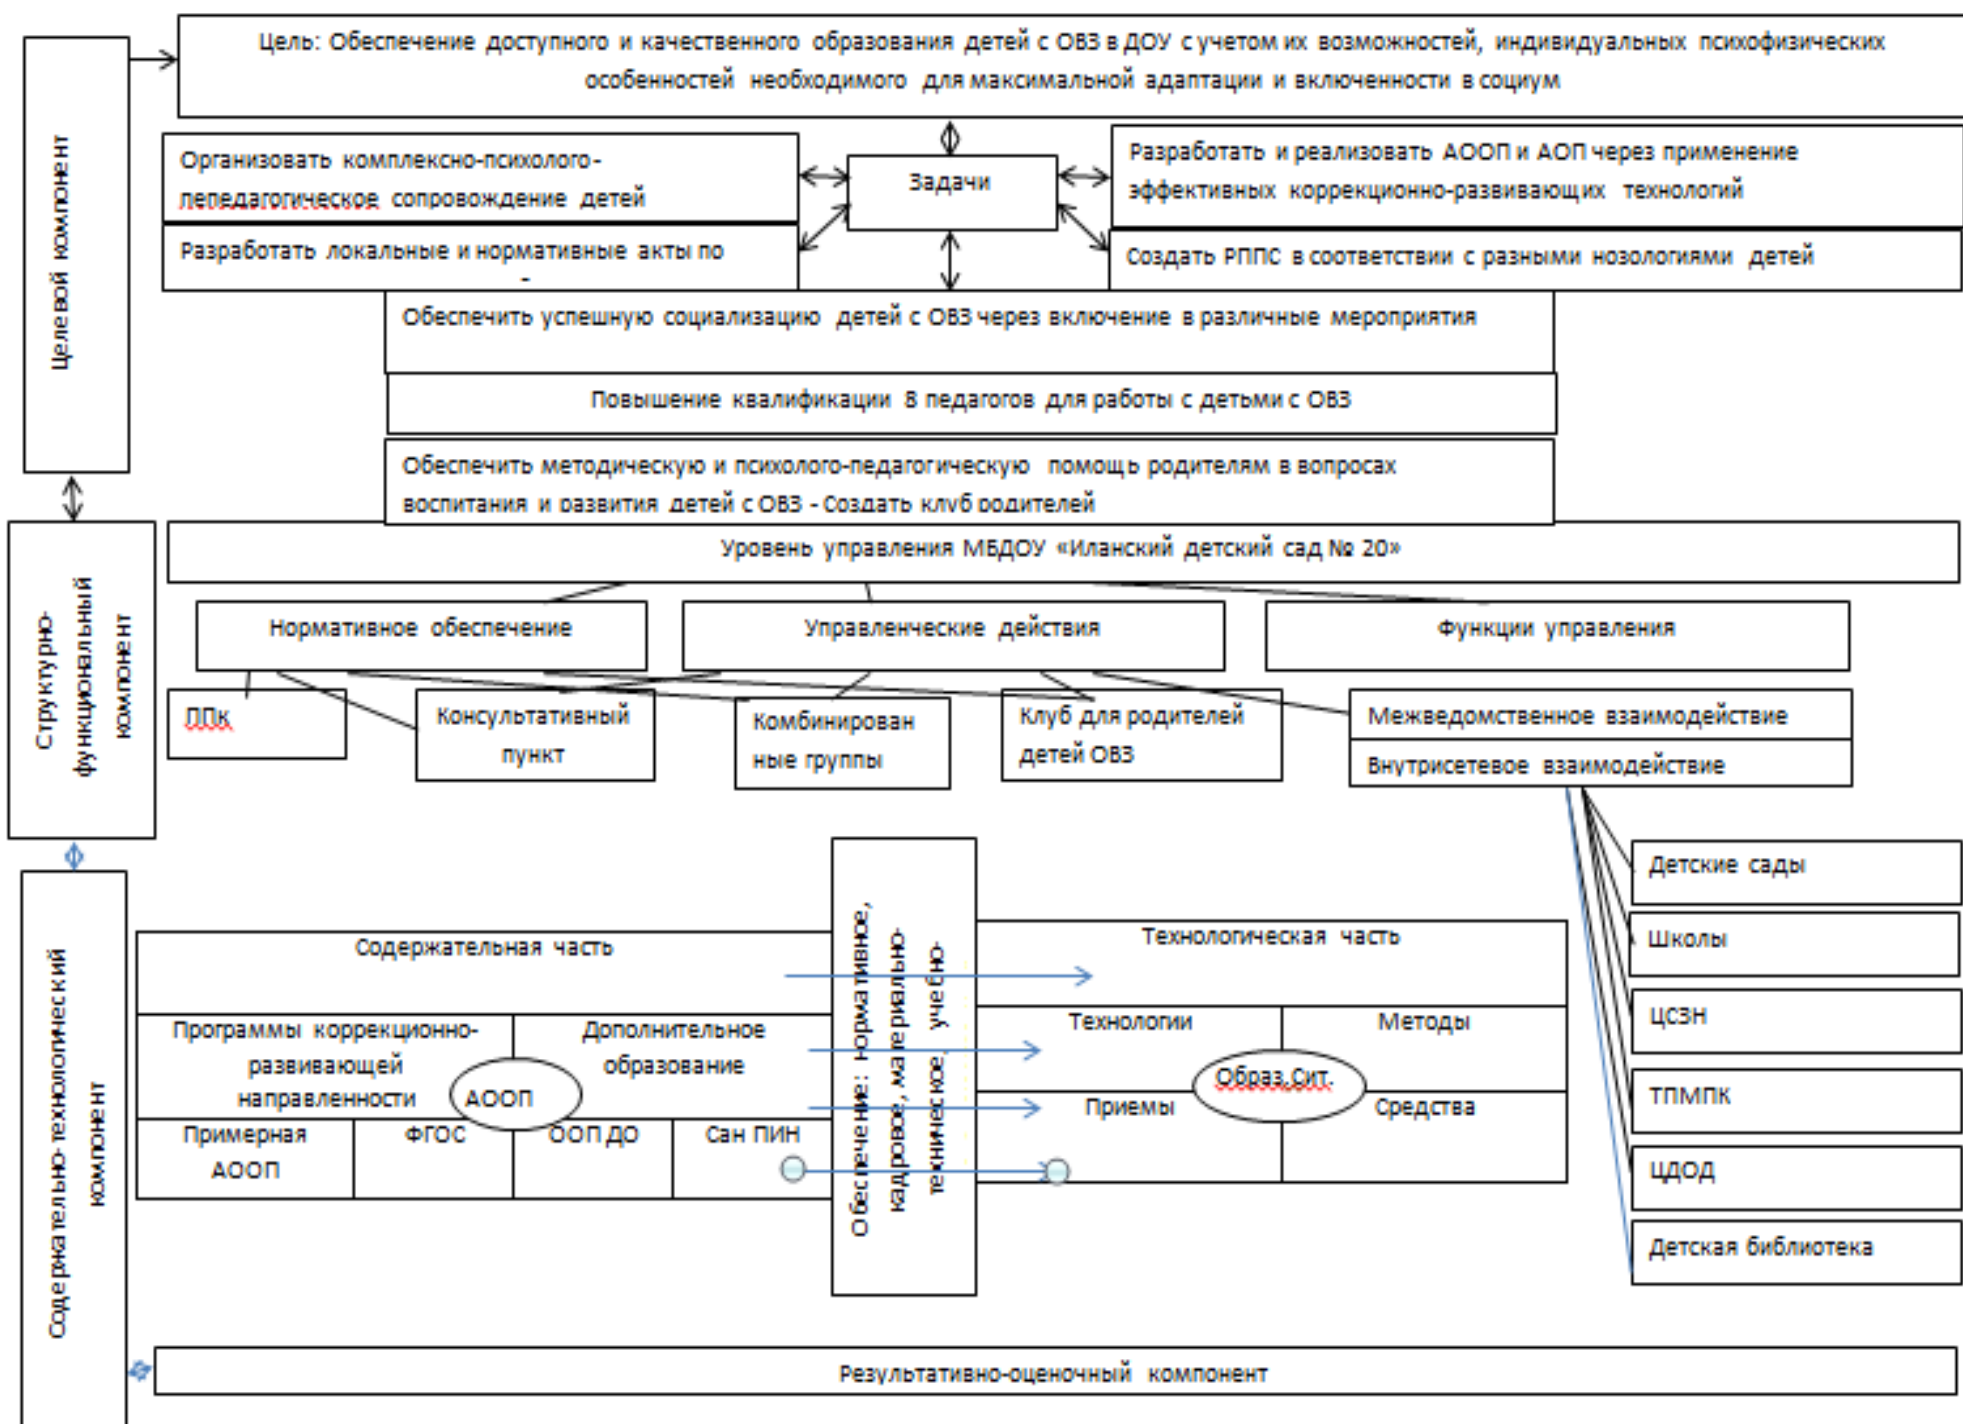 Целевой компонент
Цель: Обеспечение доступного и качественного образования детей с ОВЗ в ДОУ с учетом их возможностей, индивидуальных психофизических
особенностей необходимого для максимальной адаптации и включенности в социум
Организовать комплексно-психолого-
пепедагогическое сопровождение детей
Задачи
Разработать и реализовать АООП и АОП через применение
эффективных коррекционно-развивающих технологий
Разработать локальные и нормативные акты по
Создать РППС в соответствии с разными нозологиями детей
Обеспечить успешную социализацию детей с ОВЗ через включение в различные мероприятия
Повышение квалификации 8 педагогов для работы с детьми с ОВЗ
Обеспечить методическую и психолого-педагогическую помощь родителям в вопросах
воспитания и развития детей с ОВЗ - Создать клуб родителей
Структурно-
функциональный
компонент
Уровень управления МБДОУ «Иланский детский сад № 20»
Нормативное обеспечение
Управленческие действия
Функции управления
ППк
Консультативный
пункт
Комбинирован
ные группы
Клуб для родителей
детей ОВЗ
Межведомственное взаимодействие
Внутрисетевое взаимодействие
Детские сады
Школы
ЦСЗН
ТПМПК
ЦДОД
Детская библиотека
Содержательно-технологический
компонент
Содержательная часть
Программы коррекционно-
развивающей
направленности
Дополнительное
образование
АООП
Примерная
АООП
ФГОС
ООП ДО
Сан ПИН
Обеспечение: нормативное,
кадровое, материально-
техническое, учебно-
Технологическая часть
Технологии
Методы
Образ.Сит.
Приемы
Средства
Результативно-оценочный компонент